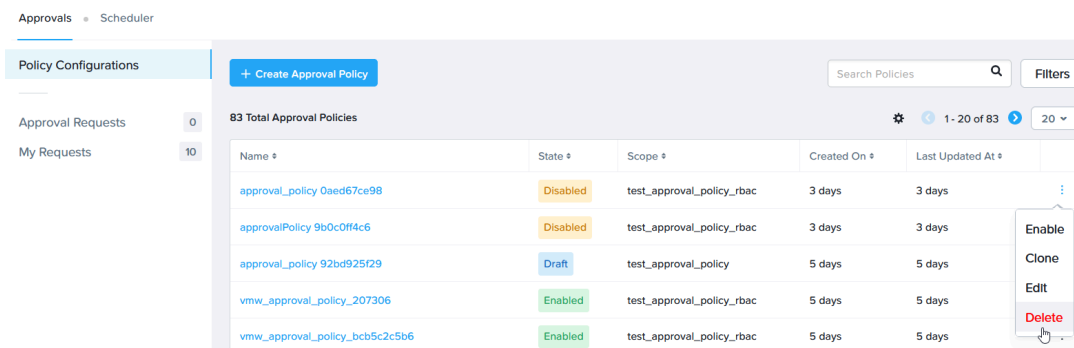 Approvals Scheduler
Policy Configurations
+ Create Approval Policy
Search Policies
Filters
Approval Requests 0
My Requests 10
83 Total Approval Policies
1 - 20 of 83
20
Name State Scope Created On Last Updated At
approval_policy 0aed67ce98 Disabled test_approval_policy_rbac 3 days 3 days
approvalPolicy 9b0c0ff4c6 Disabled test_approval_policy_rbac 3 days 3 days
approval_policy 92bd925f29 Draft test_approval_policy 5 days 5 days
vmw_approval_policy_207306 Enabled test_approval_policy_rbac 5 days 5 days
vmw_approval_policy_bcb5c2c5b6 Enabled test_approval_policy_rbac 5 days 5 days
Enable
Clone
Edit
Delete